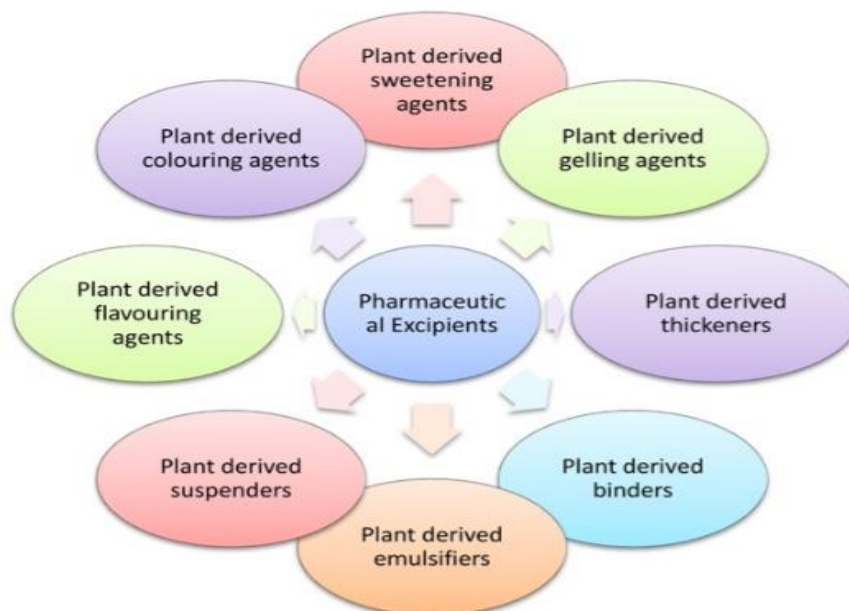 Plant derived
sweetening
agents
Plant derived
colouring agents
Plant derived
gelling agents
Plant derived
flavouring
agents
Pharmaceutic
al Excipients
Plant derived
thickeners
Plant derived
suspenders
Plant derived
binders
Plant derived
emulsifiers